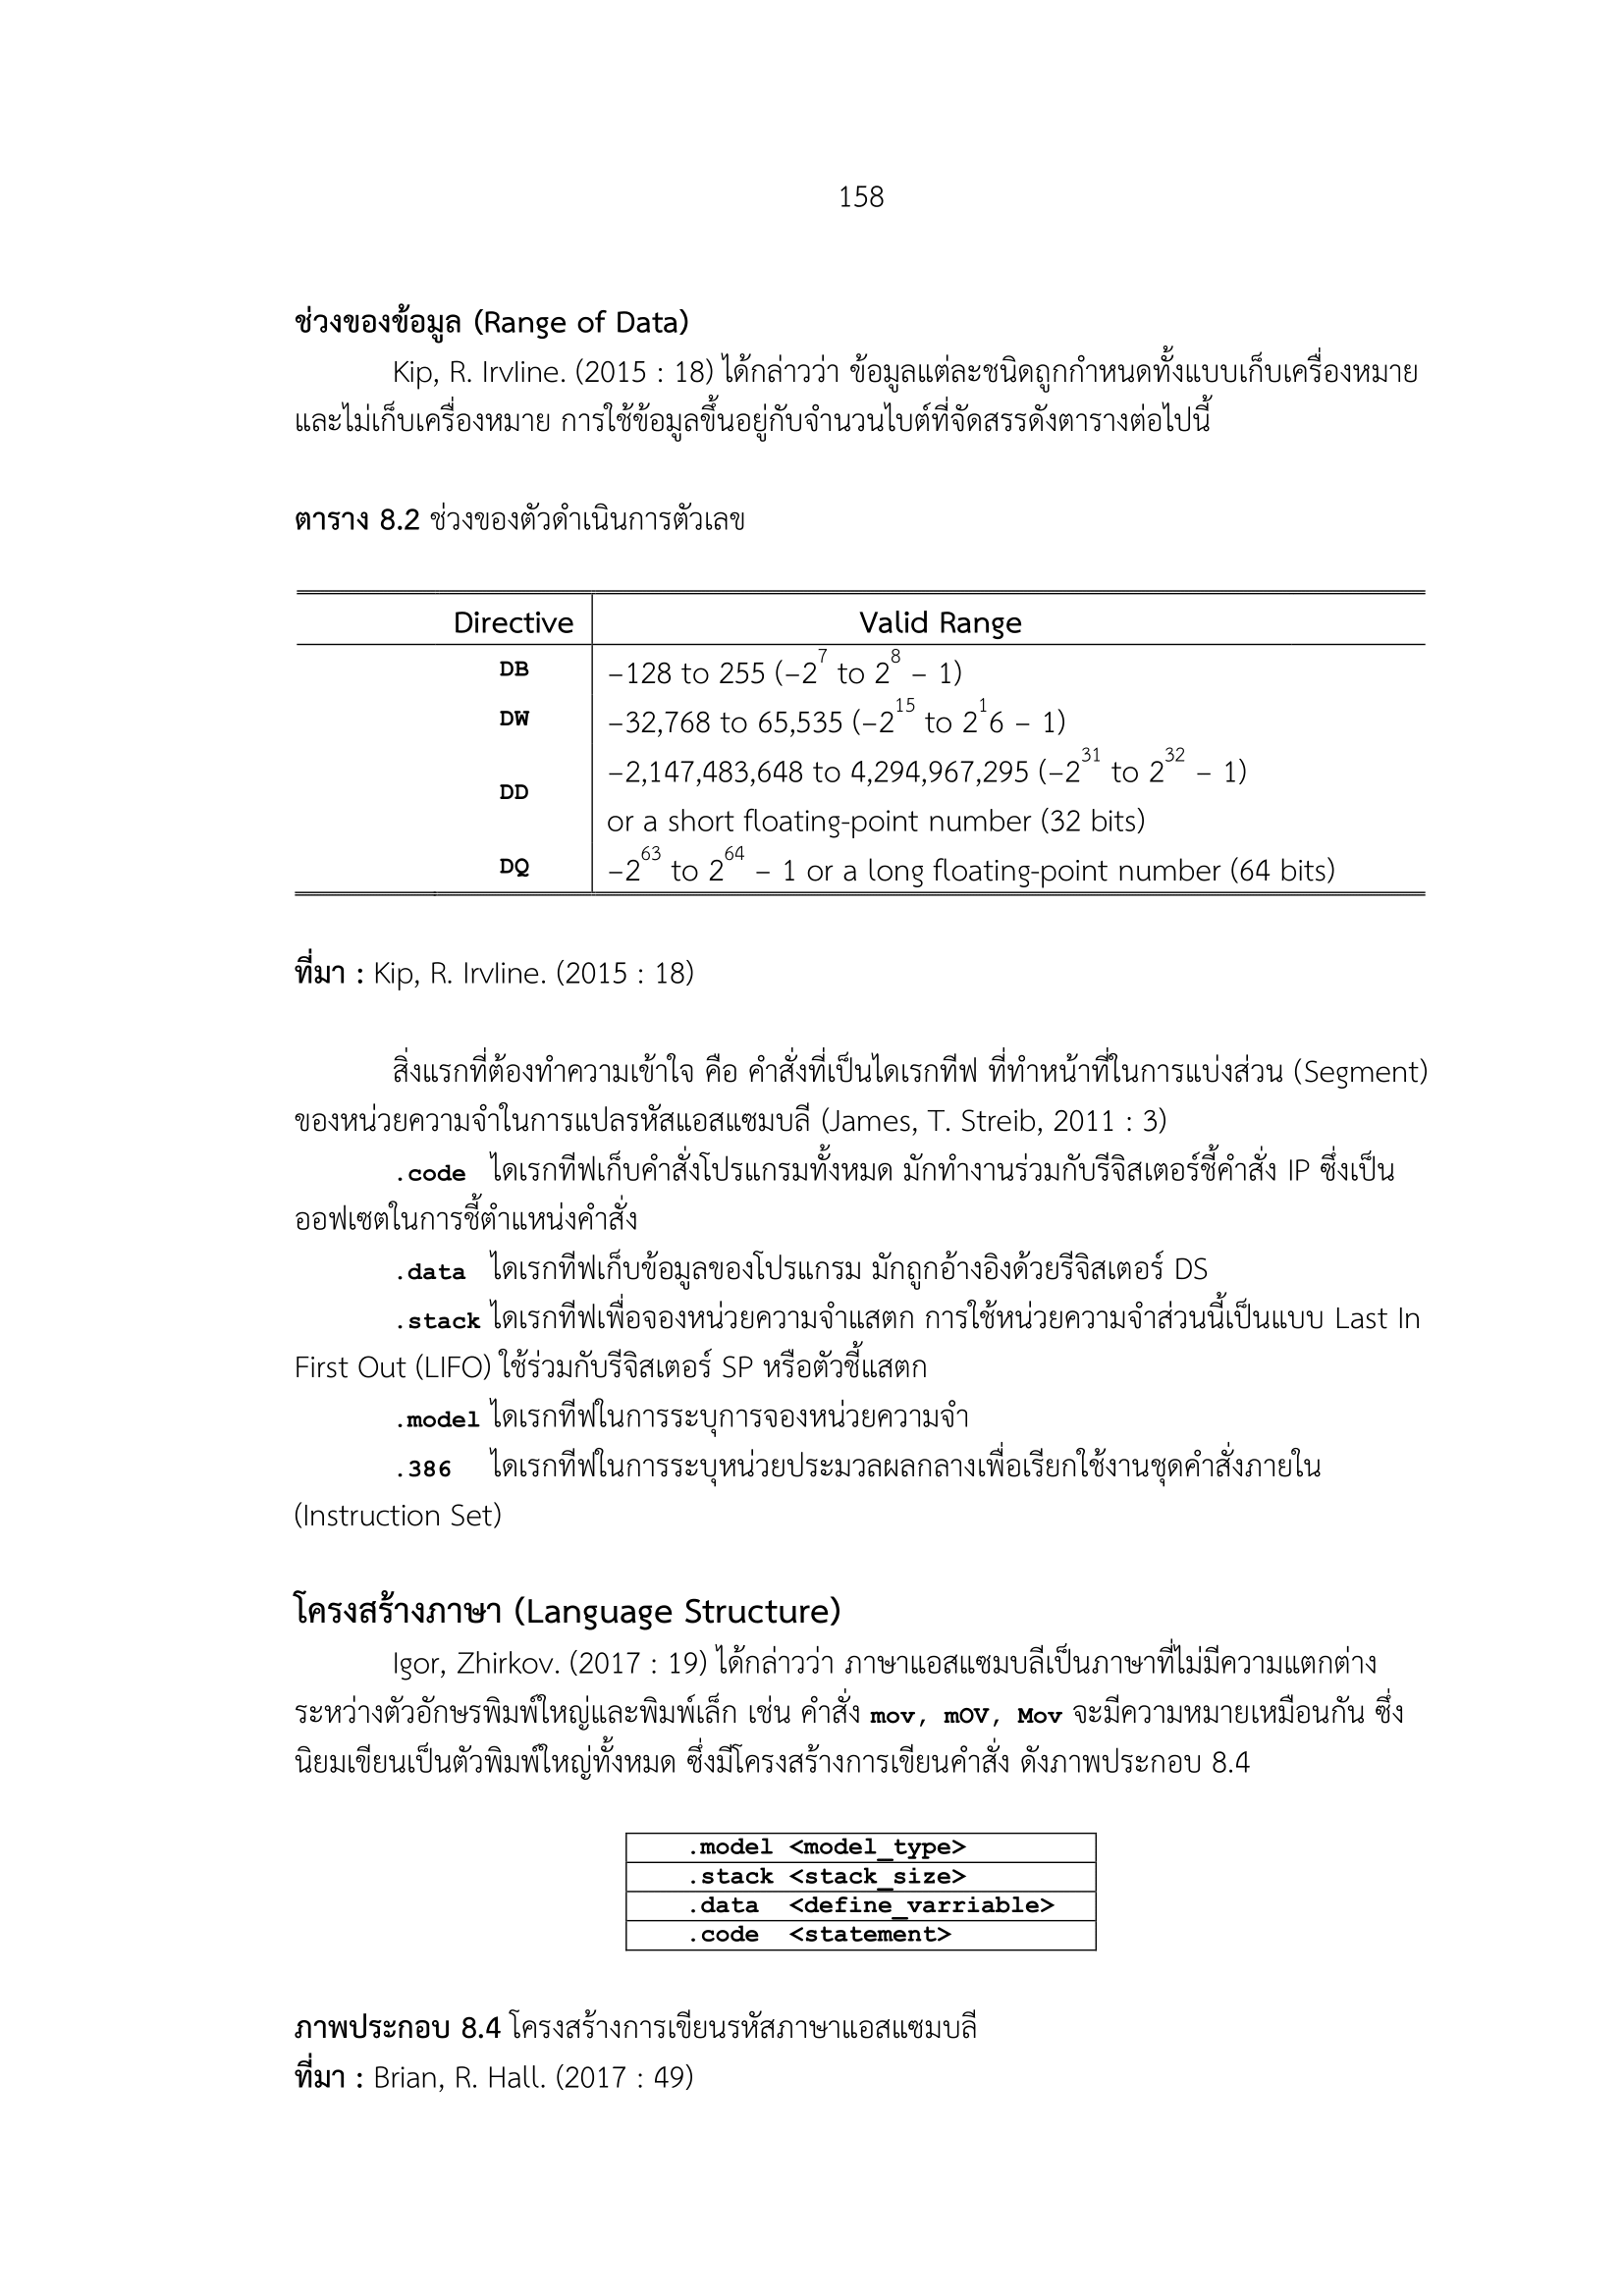 158
ช่วงของข้อมูล (Range of Data)
Kip, R. Irvline. (2015 : 18) ได้กล่าวว่า ข้อมูลแต่ละชนิดถูกกำหนดทั้งแบบเก็บเครื่องหมาย
และไม่เก็บเครื่องหมาย การใช้ข้อมูลขึ้นอยู่กับจำนวนไบต์ที่จัดสรรดังตารางต่อไปนี้
ตาราง 8.2 ช่วงของตัวดำเนินการตัวเลข
Directive Valid Range
DB –128 to 255 (–2⁷ to 2⁸ – 1)
DW –32,768 to 65,535 (–2¹⁵ to 2¹6 – 1)
DD –2,147,483,648 to 4,294,967,295 (–2³¹ to 2³² – 1)
or a short floating-point number (32 bits)
DQ –2⁶³ to 2⁶⁴ – 1 or a long floating-point number (64 bits)
ที่มา : Kip, R. Irvline. (2015 : 18)
สิ่งแรกที่ต้องทำความเข้าใจ คือ คำสั่งที่เป็นไดเรกทีฟ ที่ทำหน้าที่ในการแบ่งส่วน (Segment)
ของหน่วยความจำในการแปลรหัสแอสแซมบลี (James, T. Streib, 2011 : 3)
.code ไดเรกทีฟเก็บคำสั่งโปรแกรมทั้งหมด มักทำงานร่วมกับรีจิสเตอร์ชี้คำสั่ง IP ซึ่งเป็น
ออฟเซตในการชี้ตำแหน่งคำสั่ง
.data ไดเรกทีฟเก็บข้อมูลของโปรแกรม มักถูกอ้างอิงด้วยรีจิสเตอร์ DS
.stack ไดเรกทีฟเพื่อจองหน่วยความจำแสตก การใช้หน่วยความจำส่วนนี้เป็นแบบ Last In
First Out (LIFO) ใช้ร่วมกับรีจิสเตอร์ SP หรือตัวชี้แสตก
.model ไดเรกทีฟในการระบุการจองหน่วยความจำ
.386 ไดเรกทีฟในการระบุหน่วยประมวลผลกลางเพื่อเรียกใช้งานชุดคำสั่งภายใน
(Instruction Set)
โครงสร้างภาษา (Language Structure)
Igor, Zhirkov. (2017 : 19) ได้กล่าวว่า ภาษาแอสแซมบลีเป็นภาษาที่ไม่มีความแตกต่าง
ระหว่างตัวอักษรพิมพ์ใหญ่และพิมพ์เล็ก เช่น คำสั่ง mov, mOV, Mov จะมีความหมายเหมือนกัน ซึ่ง
นิยมเขียนเป็นตัวพิมพ์ใหญ่ทั้งหมด ซึ่งมีโครงสร้างการเขียนคำสั่ง ดังภาพประกอบ 8.4
.model <model_type>
.stack <stack_size>
.data <define_varriable>
.code <statement>
ภาพประกอบ 8.4 โครงสร้างการเขียนรหัสภาษาแอสแซมบลี
ที่มา : Brian, R. Hall. (2017 : 49)